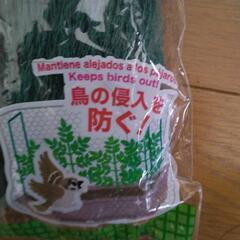 Mantiene alejados a los pájaros
Keeps birds out!
鳥の侵入を
防ぐ!